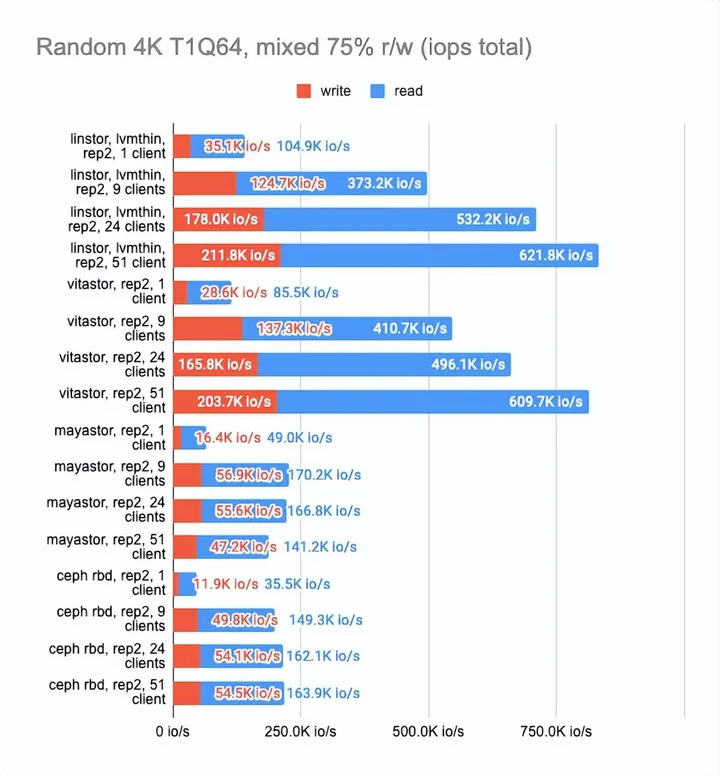 Random 4K T1Q64, mixed 75% r/w (iops total)
write read
linstor, lvmthin,
rep2, 1 client
35.1K io/s 104.9K io/s
linstor, lvmthin,
rep2, 9 clients
124.7K io/s 373.2K io/s
linstor, lvmthin,
rep2, 24 clients
178.0K io/s 532.2K io/s
linstor, lvmthin,
rep2, 51 client
211.8K io/s 621.8K io/s
vitastor, rep2, 1
client
28.6K io/s 85.5K io/s
vitastor, rep2, 9
clients
137.3K io/s 410.7K io/s
vitastor, rep2, 24
clients
165.8K io/s 496.1K io/s
vitastor, rep2, 51
client
203.7K io/s 609.7K io/s
mayastor, rep2, 1
client
16.4K io/s 49.0K io/s
mayastor, rep2, 9
clients
56.9K io/s 170.2K io/s
mayastor, rep2, 24
clients
55.6K io/s 166.8K io/s
mayastor, rep2, 51
client
47.2K io/s 141.2K io/s
ceph rbd, rep2, 1
client
11.9K io/s 35.5K io/s
ceph rbd, rep2, 9
clients
49.8K io/s 149.3K io/s
ceph rbd, rep2, 24
clients
54.1K io/s 162.1K io/s
ceph rbd, rep2, 51
client
54.5K io/s 163.9K io/s
0 io/s 250.0K io/s 500.0K io/s 750.0K io/s